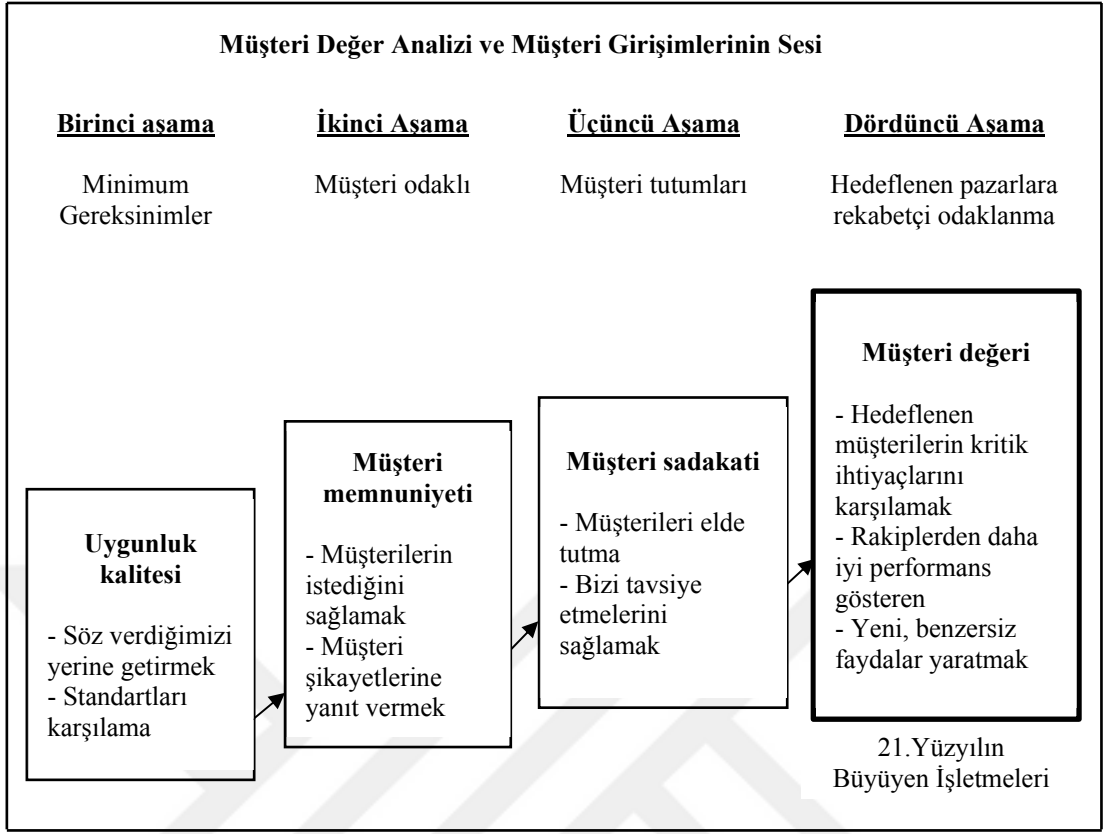 Müşteri Değer Analizi ve Müşteri Girişimlerinin Sesi
Birinci aşama
Minimum
Gereksinimler
İkinci Aşama
Müşteri odaklı
Üçüncü Aşama
Müşteri tutumları
Dördüncü Aşama
Hedeflenen pazarlara
rekabetçi odaklanma
Uygunluk
kalitesi
- Söz verdiğimizi
yerine getirmek
- Standartları
karşılama
Müşteri
memnuniyeti
- Müşterilerin
istediğini
sağlamak
- Müşteri
şikayetlerine
yanıt vermek
Müşteri sadakati
- Müşterileri elde
tutma
- Bizi tavsiye
etmelerini
sağlamak
Müşteri değeri
- Hedeflenen
müşterilerin kritik
ihtiyaçlarını
karşılamak
- Rakiplerden daha
iyi performans
gösteren
- Yeni, benzersiz
faydalar yaratmak
21.Yüzyılın
Büyüyen İşletmeleri